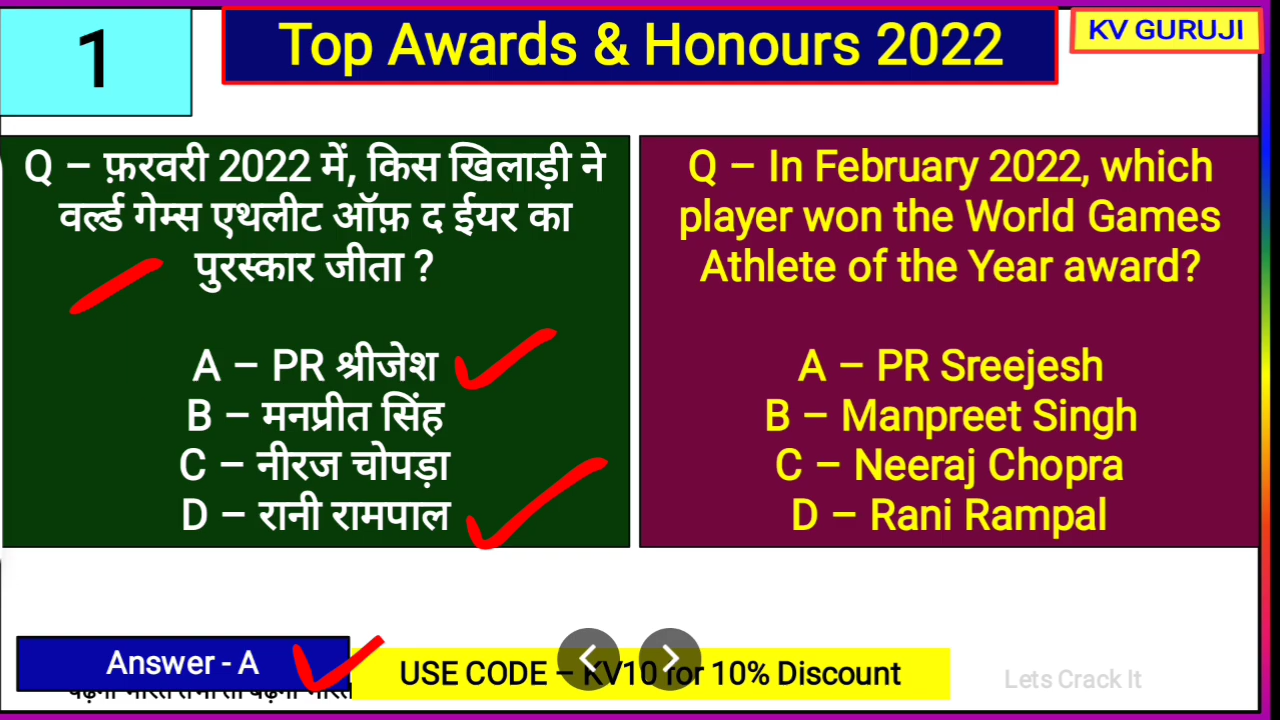 1
Top Awards & Honours 2022
KV GURUJI
Q – फ़रवरी 2022 में, किस खिलाड़ी ने
वर्ल्ड गेम्स एथलीट ऑफ़ द ईयर का
पुरस्कार जीता ?
A – PR श्रीजेश
B – मनप्रीत सिंह
C – नीरज चोपड़ा
D – रानी रामपाल
Q – In February 2022, which
player won the World Games
Athlete of the Year award?
A – PR Sreejesh
B – Manpreet Singh
C – Neeraj Chopra
D – Rani Rampal
Answer - A
USE CODE – KV10 for 10% Discount
Lets Crack It